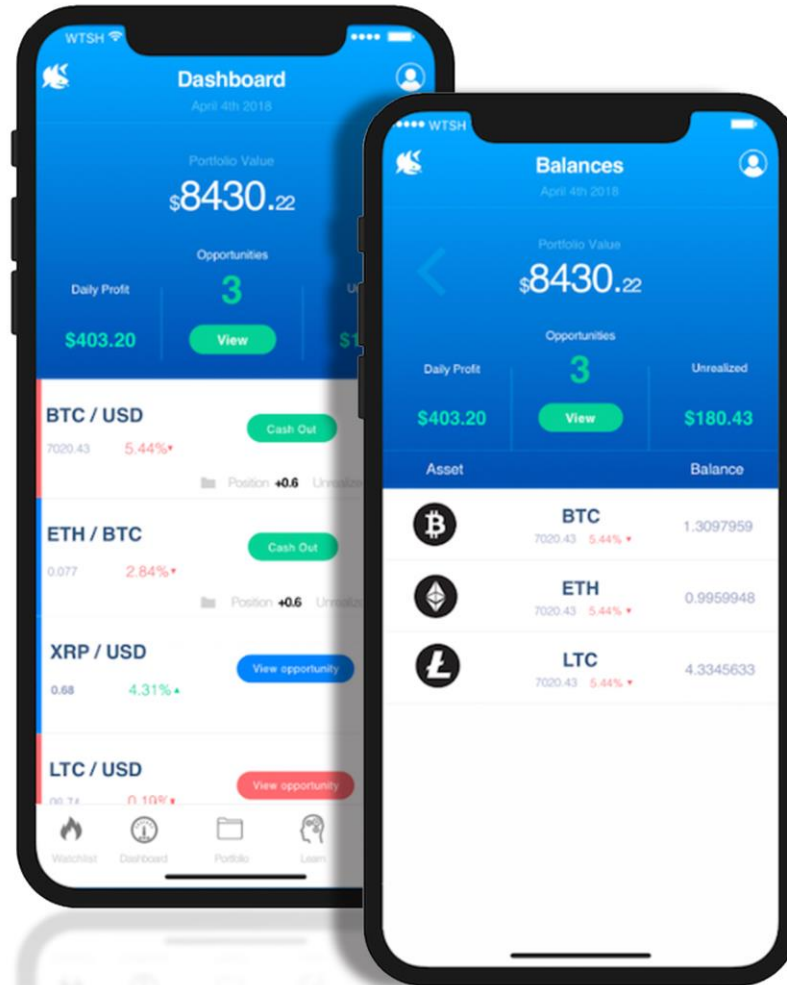 WTSH
Dashboard
April 4th 2018
Portfolio Value
$8430.22
Opportunities
Daily Profit
3
$403.20
View
BTC / USD
Cash Out
7020.43 5.44%▾
Position +0.6
ETH / BTC
Cash Out
0.077 2.84%▾
Position +0.6
XRP / USD
View opportunity
0.68 4.31%▴
LTC / USD
View opportunity
0.19%▾
Watchlist Dashboard Portfolio Learn
WTSH
Balances
April 4th 2018
Portfolio Value
$8430.22
Opportunities
Daily Profit 3 Unrealized
$403.20 View $180.43
Asset Balance
BTC
7020.43 5.44% ▾
1.3097959
ETH
7020.43 5.44% ▾
0.9959948
LTC
7020.43 5.44% ▾
4.3345633